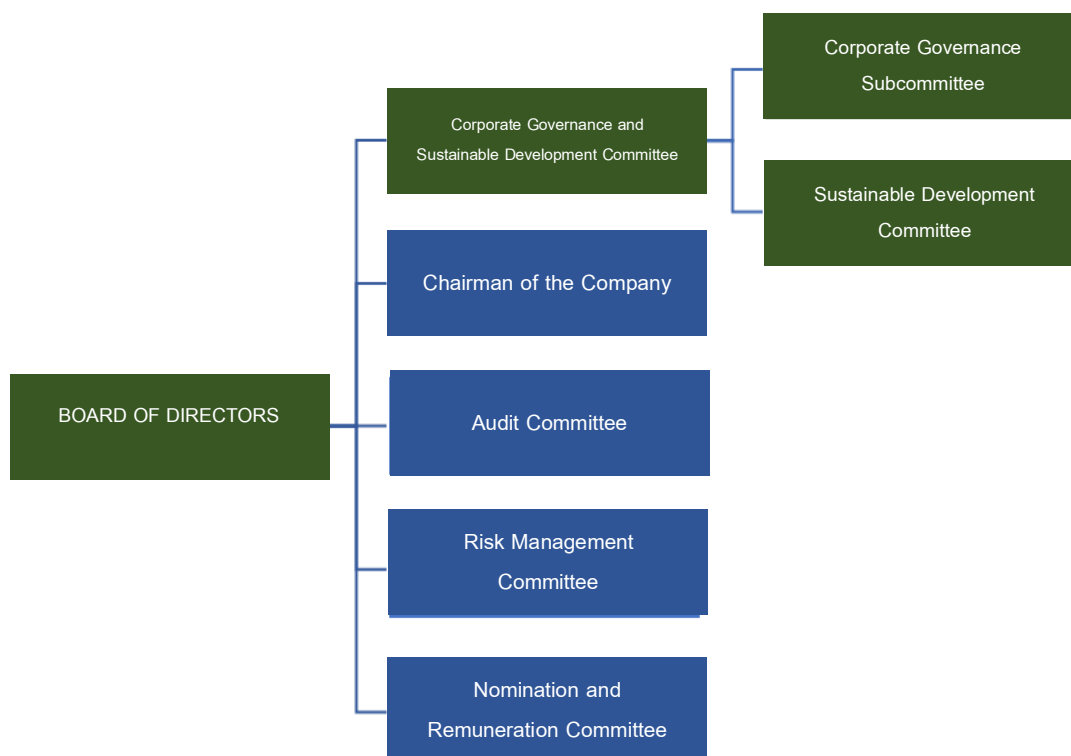 Corporate Governance
Subcommittee
Corporate Governance and
Sustainable Development Committee
Sustainable Development
Committee
Chairman of the Company
BOARD OF DIRECTORS
Audit Committee
Risk Management
Committee
Nomination and
Remuneration Committee